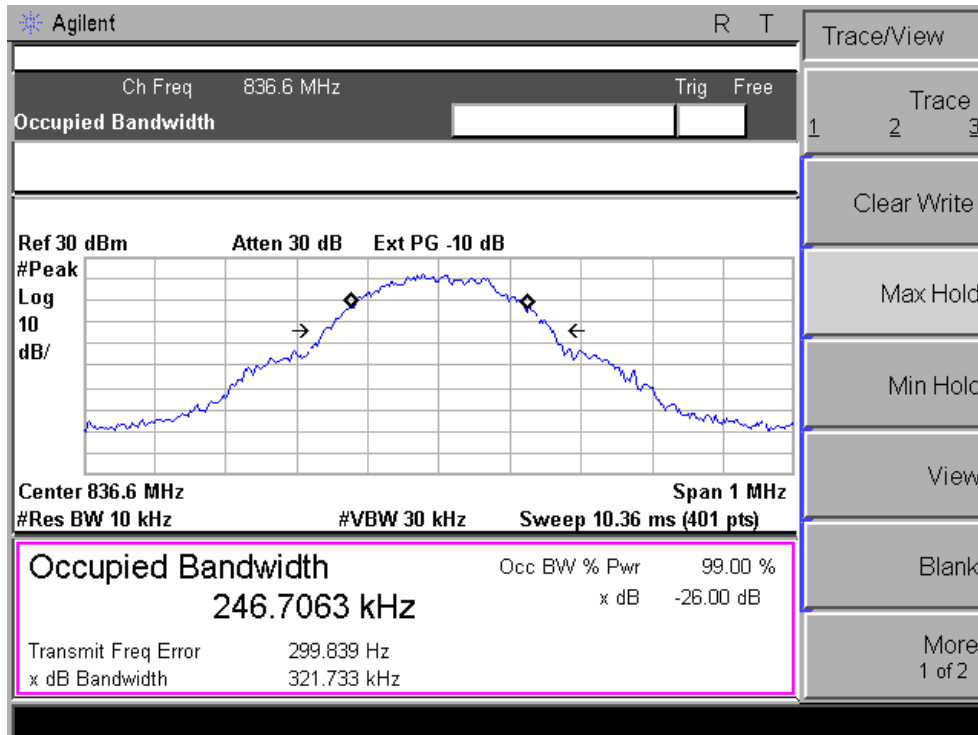 Agilent R T
Trace/View
Ch Freq 836.6 MHz Trig Free
Occupied Bandwidth
Trace
1 2 3
Clear Write
Max Hold
Min Hold
View
Blank
More
1 of 2
Ref 30 dBm Atten 30 dB Ext PG -10 dB
#Peak
Log
10
dB/
Center 836.6 MHz Span 1 MHz
#Res BW 10 kHz #VBW 30 kHz Sweep 10.36 ms (401 pts)
Occupied Bandwidth Occ BW % Pwr 99.00 %
246.7063 kHz x dB -26.00 dB
Transmit Freq Error 299.839 Hz
x dB Bandwidth 321.733 kHz